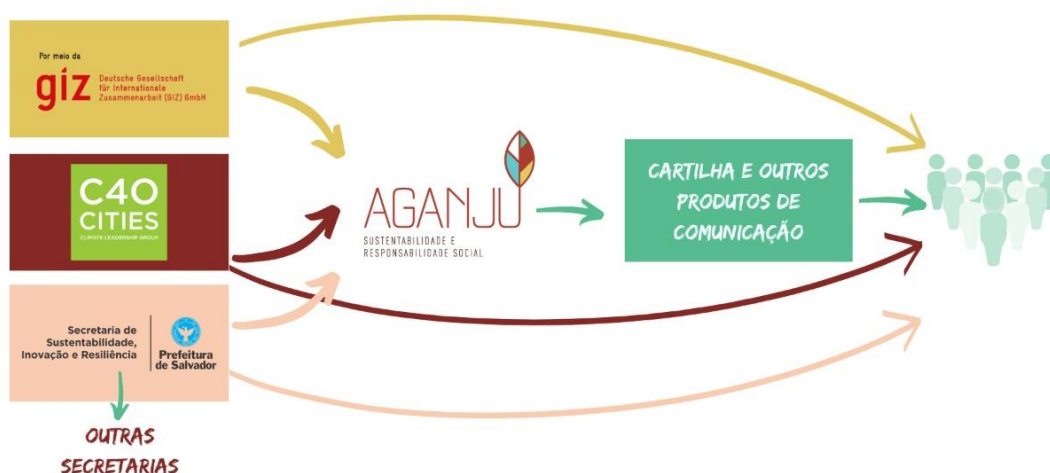 Por meio da
giz
Deutsche Gesellschaft
für Internationale
Zusammenarbeit (GIZ) GmbH
C40
CITIES
CLIMATE LEADERSHIP GROUP
Secretaria de
Sustentabilidade,
Inovação e Resiliência
Prefeitura
de Salvador
OUTRAS
SECRETARIAS
AGANJU
SUSTENTABILIDADE E
RESPONSABILIDADE SOCIAL
CARTILHA E OUTROS
PRODUTOS DE
COMUNICAÇÃO